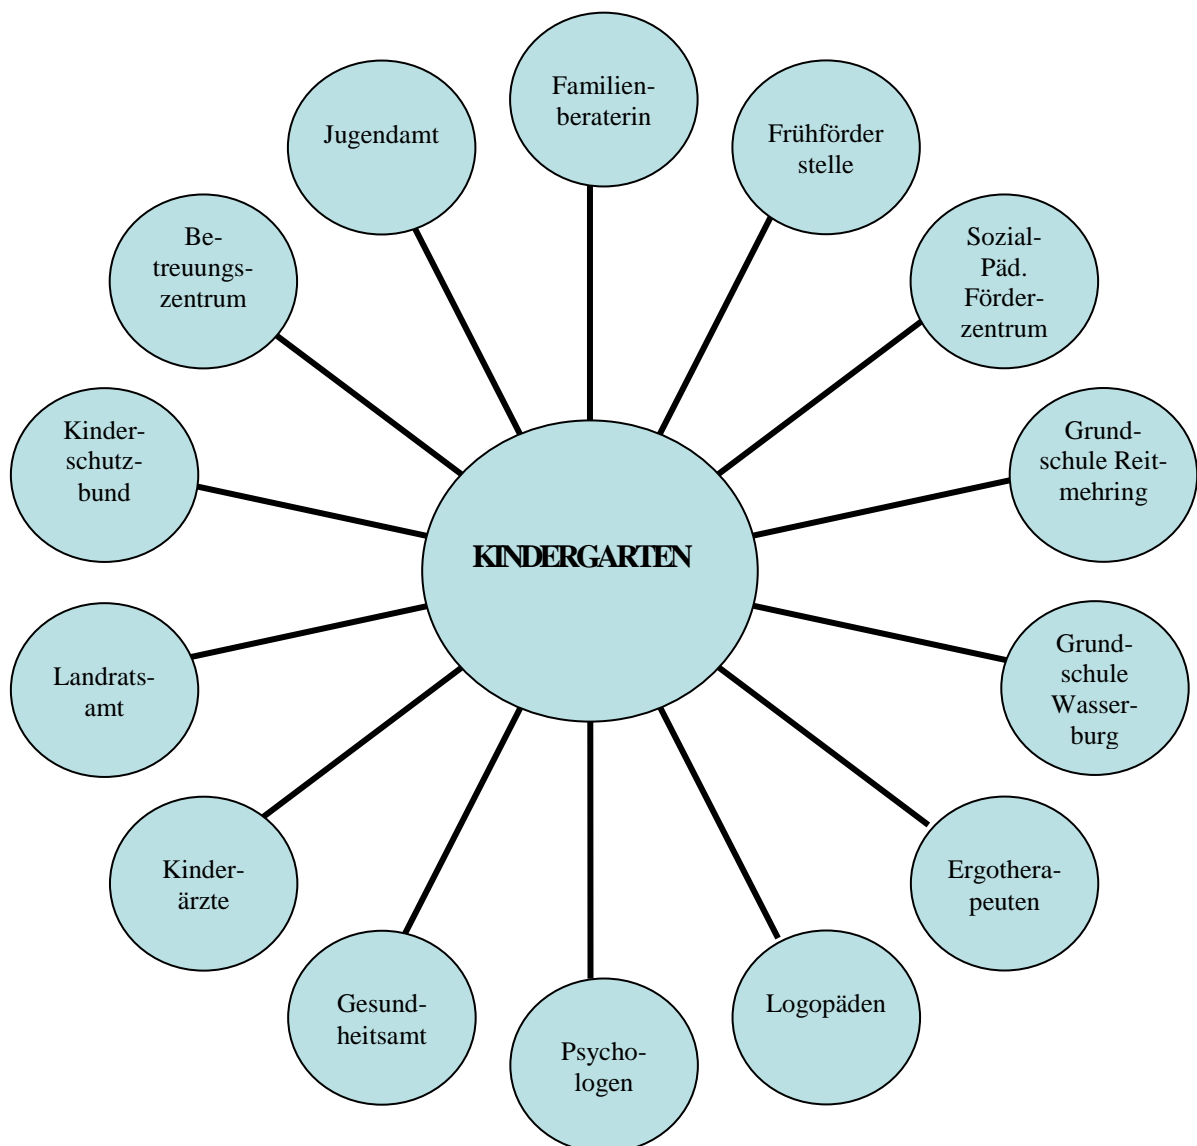 Familien-
beraterin
Frühförder
stelle
Sozial-
Päd.
Förder-
zentrum
Grund-
schule Reit-
mehring
Grund-
schule
Wasser-
burg
Ergothera-
peuten
Logopäden
Psycho-
logen
Gesund-
heitsamt
Kinder-
ärzte
Landrats-
amt
Kinder-
schutz-
bund
Be-
treuungs-
zentrum
Jugendamt
KINDERGARTEN